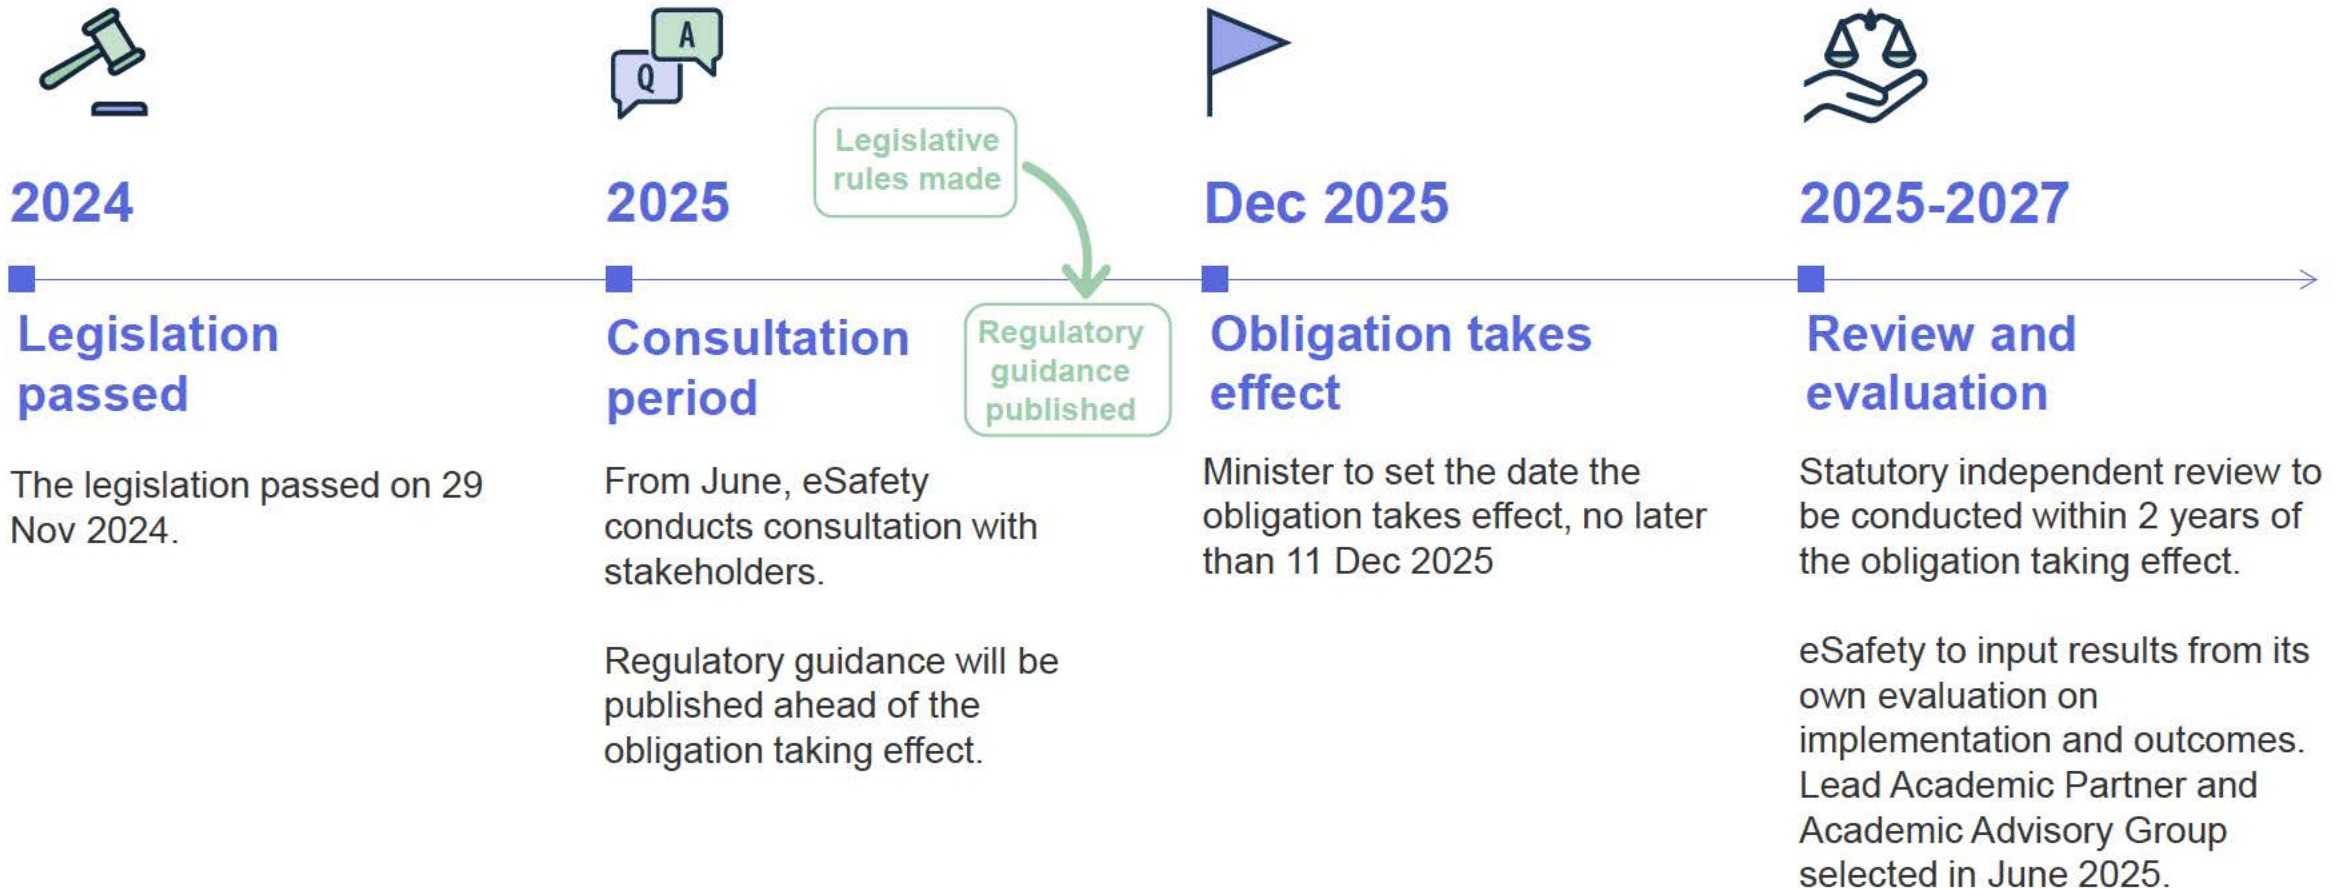 A
Q
2024
Legislation
passed
The legislation passed on 29
Nov 2024.
2025
Consultation
period
From June, eSafety
conducts consultation with
stakeholders.
Regulatory guidance will be
published ahead of the
obligation taking effect.
Legislative
rules made
Regulatory
guidance
published
Dec 2025
Obligation takes
effect
Minister to set the date the
obligation takes effect, no later
than 11 Dec 2025
2025-2027
Review and
evaluation
Statutory independent review to
be conducted within 2 years of
the obligation taking effect.
eSafety to input results from its
own evaluation on
implementation and outcomes.
Lead Academic Partner and
Academic Advisory Group
selected in June 2025.